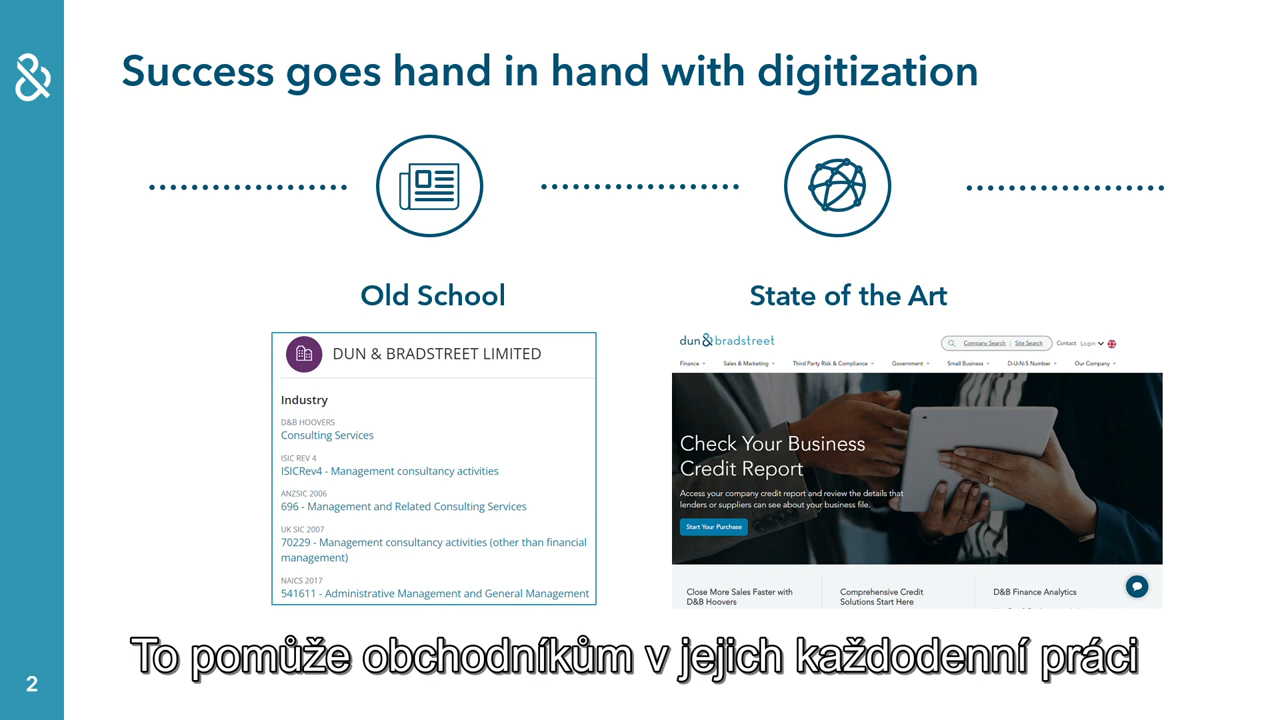 &
Success goes hand in hand with digitization
Old School
State of the Art
DUN & BRADSTREET LIMITED
Industry
D&B HOOVERS
Consulting Services
ISIC REV 4
ISICRev4 - Management consultancy activities
ANZSIC 2006
696 - Management and Related Consulting Services
UK SIC 2007
70229 - Management consultancy activities (other than financial
management)
NAICS 2017
541611 - Administrative Management and General Management
dun & bradstreet
Company Search | Site Search
Contact
Login
Finance
Sales & Marketing
Third Party Risk & Compliance
Government
Small Business
D-U-N-S Number
Our Company
Check Your Business
Credit Report
Access your company credit report and review the details that
lenders or suppliers can see about your business file.
Start Your Purchase
Close More Sales Faster with
D&B Hoovers
Comprehensive Credit
Solutions Start Here
D&B Finance Analytics
To pomůže obchodníkům v jejich každodenní práci
2